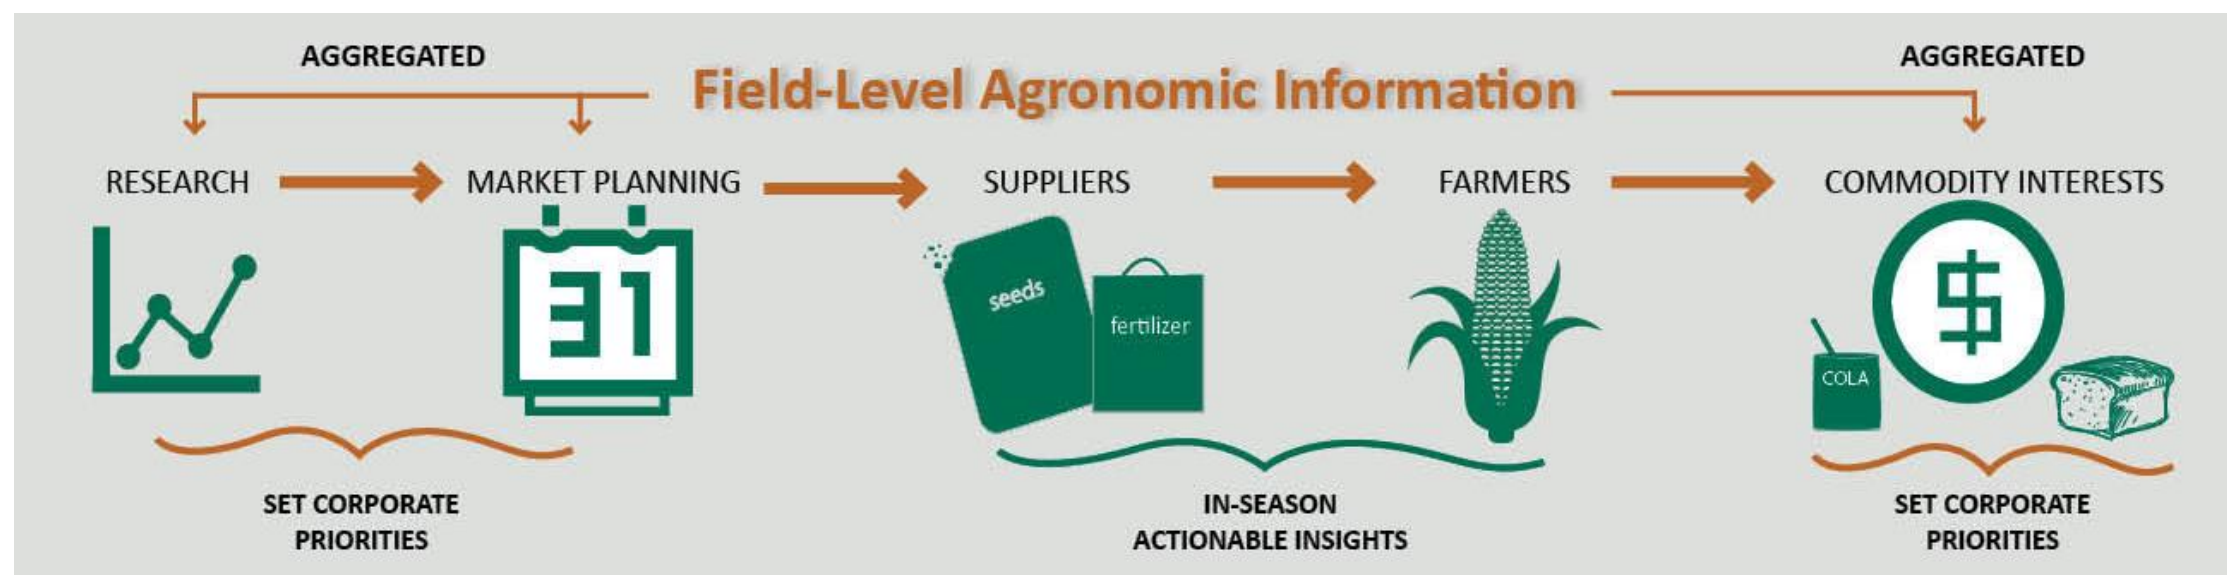 AGGREGATED
Field-Level Agronomic Information
AGGREGATED
RESEARCH
MARKET PLANNING
SUPPLIERS
FARMERS
COMMODITY INTERESTS
31
seeds
fertilizer
$
COLA
SET CORPORATE
PRIORITIES
IN-SEASON
ACTIONABLE INSIGHTS
SET CORPORATE
PRIORITIES